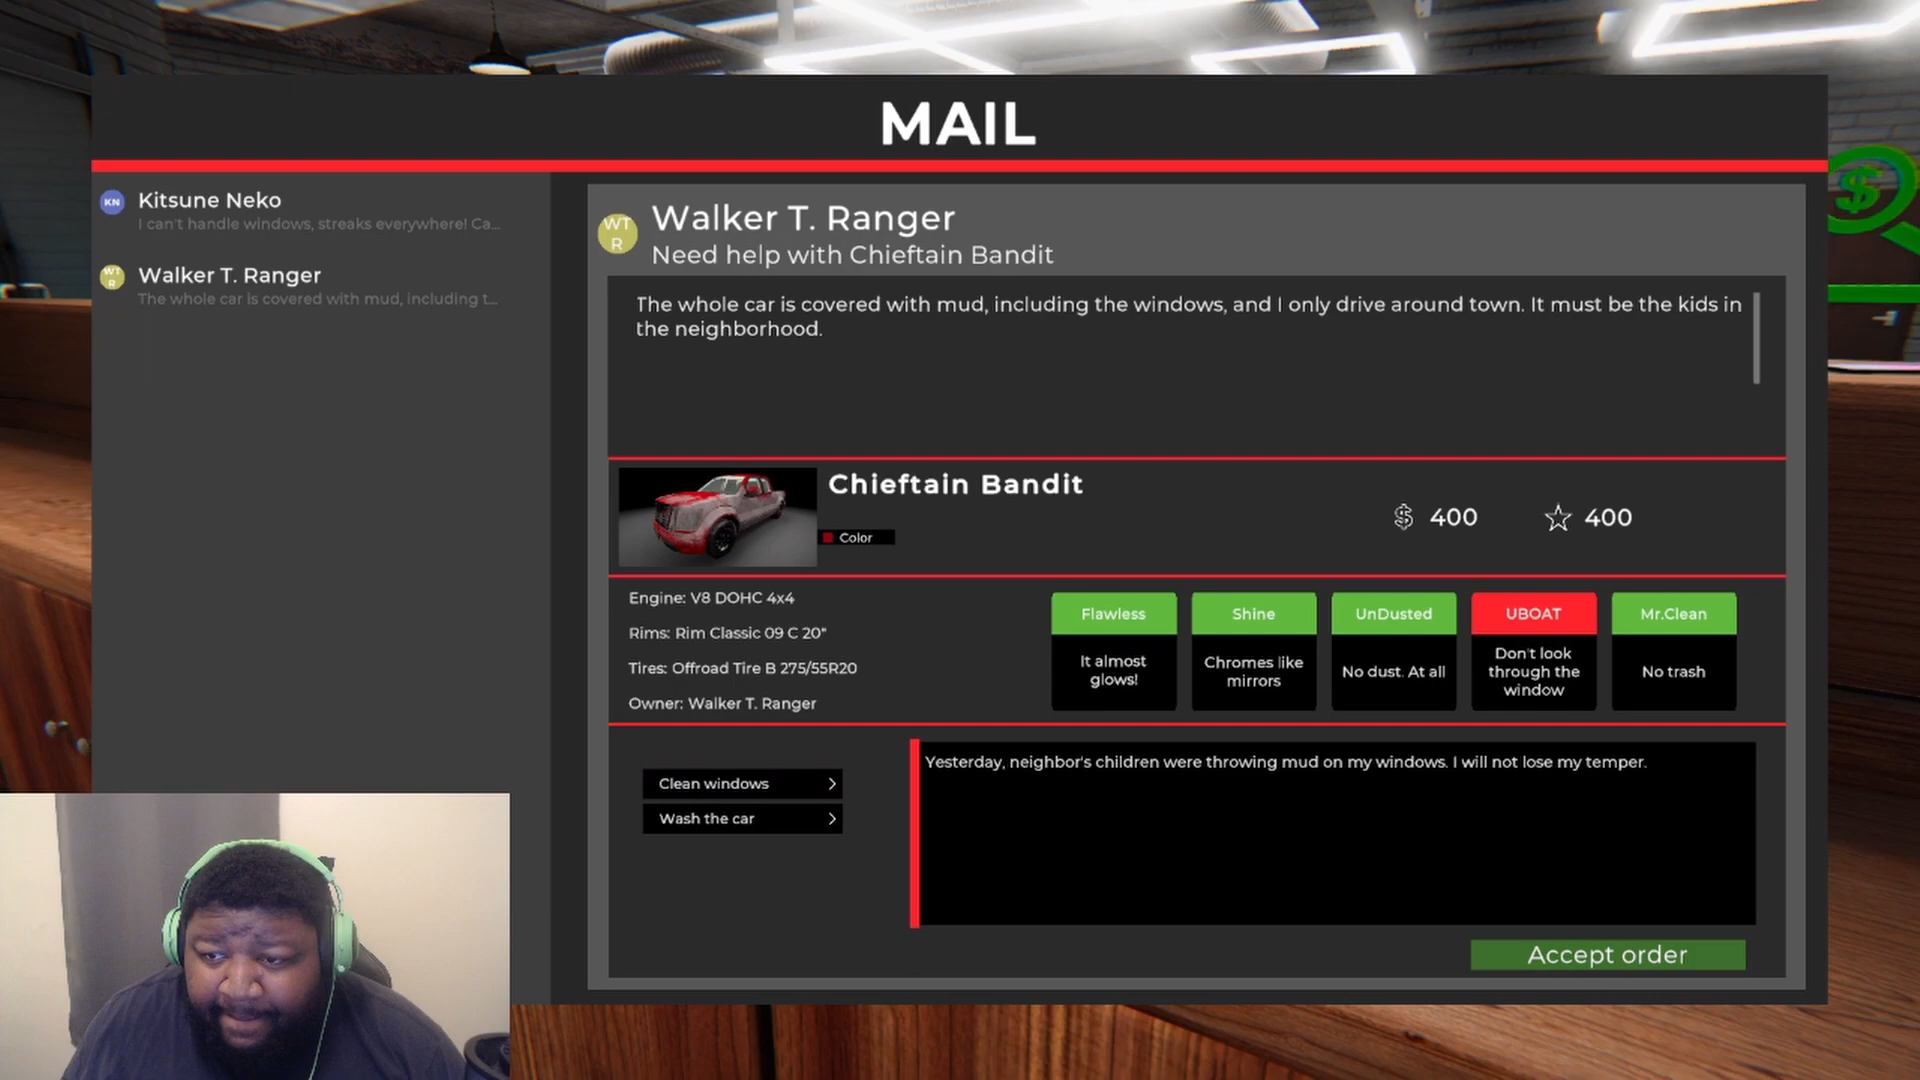 MAIL
KN
Kitsune Neko
I can't handle windows, streaks everywhere! Ca...
WT
R
Walker T. Ranger
The whole car is covered with mud, including t...
WT
R
Walker T. Ranger
Need help with Chieftain Bandit
The whole car is covered with mud, including the windows, and I only drive around town. It must be the kids in
the neighborhood.
Chieftain Bandit
Color
$ 400
400
Engine: V8 DOHC 4x4
Rims: Rim Classic 09 C 20"
Tires: Offroad Tire B 275/55R20
Owner: Walker T. Ranger
Flawless
It almost
glows!
Shine
Chromes like
mirrors
UnDusted
No dust. At all
UBOAT
Don't look
through the
window
Mr.Clean
No trash
Clean windows
Wash the car
Yesterday, neighbor's children were throwing mud on my windows. I will not lose my temper.
Accept order
$